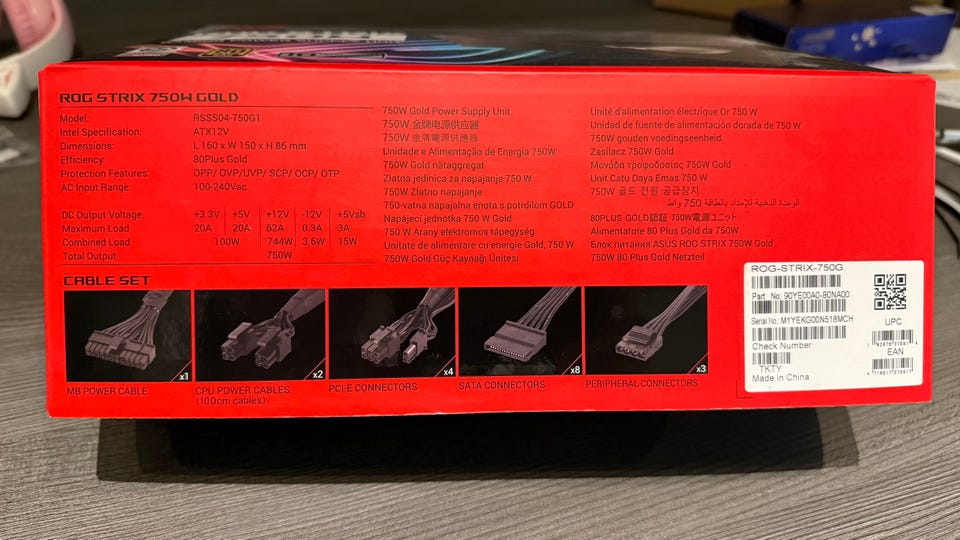 ROG STRIX 750W GOLD
Model: RSSS04-750G1
Intel Specification: ATX12V
Dimensions: L 160 x W 150 x H 86 mm
Efficiency: 80Plus Gold
Protection Features: OPP/ OVP/UVP/ SCP/ OCP/ OTP
AC Input Range: 100-240Vac
DC Output Voltage +3.3V +5V +12V -12V +5Vsb
Maximum Load 20A 20A 62A 0.3A 3A
Combined Load 100W 744W 3.6W 15W
Total Output 750W
750W Gold Power Supply Unit
750W 金牌电源供应器
750W 金牌電源供應器
Unidade e Alimentação de Energia 750W
750W Gold nätaggregat
Zlatna jedinica za napajanje 750 W
750W Zlatno napajanje
750-vatna napajalna enota s potrdilom GOLD
Napájecí jednotka 750 W Gold
750 W Arany elektromos tápegység
Unitate de alimentare cu energie Gold, 750 W
750W Gold Güç Kaynağı Ünitesi
Unité d'alimentation électrique Or 750 W
Unidad de fuente de alimentación dorada de 750 W
750W gouden voedingseenheid
Zasilacz 750W Gold
Μονάδα τροφοδοσίας 750W Gold
Unit Catu Daya Emas 750 W
750W 골드 전원 공급장치
الوحدة الذهبية للإمداد بالطاقة 750 واط
80PLUS GOLD認証 750W電源ユニット
Alimentatore 80 Plus Gold da 750W
Блок питания ASUS ROG STRIX 750W Gold
750W 80 Plus Gold Netzteil
CABLE SET
x1
x2
x4
x8
x3
MB POWER CABLE
CPU POWER CABLES
(100cm cables)
PCI-E CONNECTORS
SATA CONNECTORS
PERIPHERAL CONNECTORS
ROG-STRIX-750G
Part No: 90YE00A0-B0NA00
Serial No.: M1YEKG00N518MCH
Check Number
TKTY
Made in China
UPC
EAN